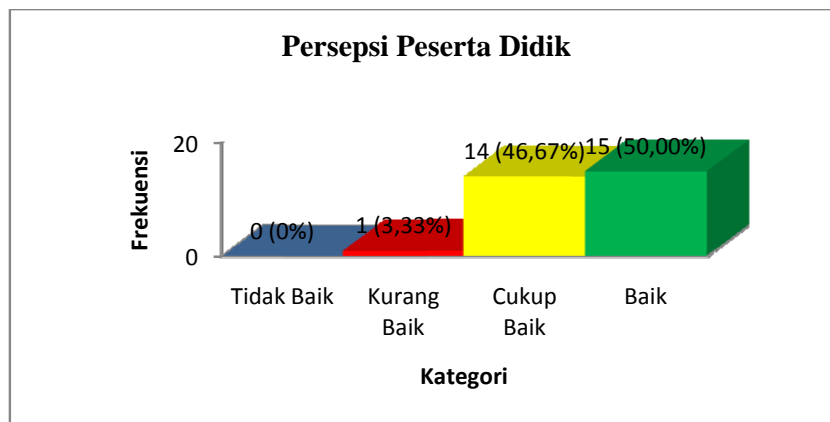 Persepsi Peserta Didik
Frekuensi
20
0
0 (0%)
1 (3,33%)
14 (46,67%)
15 (50,00%)
Tidak Baik
Kurang
Baik
Cukup
Baik
Baik
Kategori